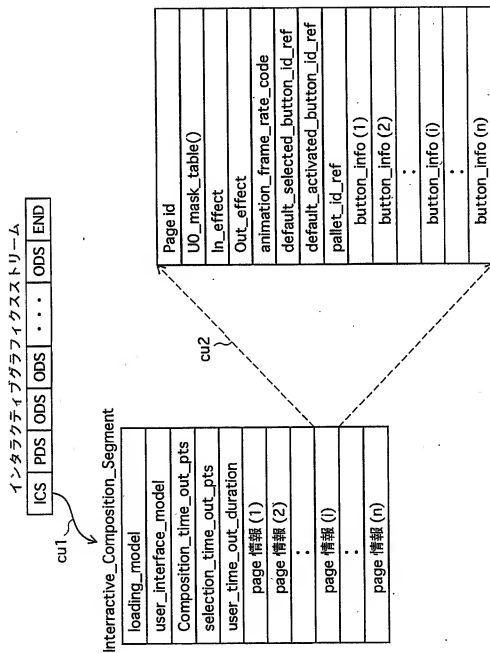 インタラクティブグラフィクスストリーム
ICS PDS ODS ODS ・・・ ODS END
cu1
Interractive_Composition_Segment
loading_model
user_interface_model
Composition_time_out_pts
selection_time_out_pts
user_time_out_duration
page 情報 (1)
page 情報 (2)
:
page 情報 (i)
:
page 情報 (n)
cu2
Page id
UO_mask_table()
In_effect
Out_effect
animation_frame_rate_code
default_selected_button_id_ref
default_activated_button_id_ref
pallet_id_ref
button_info (1)
button_info (2)
:
button_info (i)
:
button_info (n)